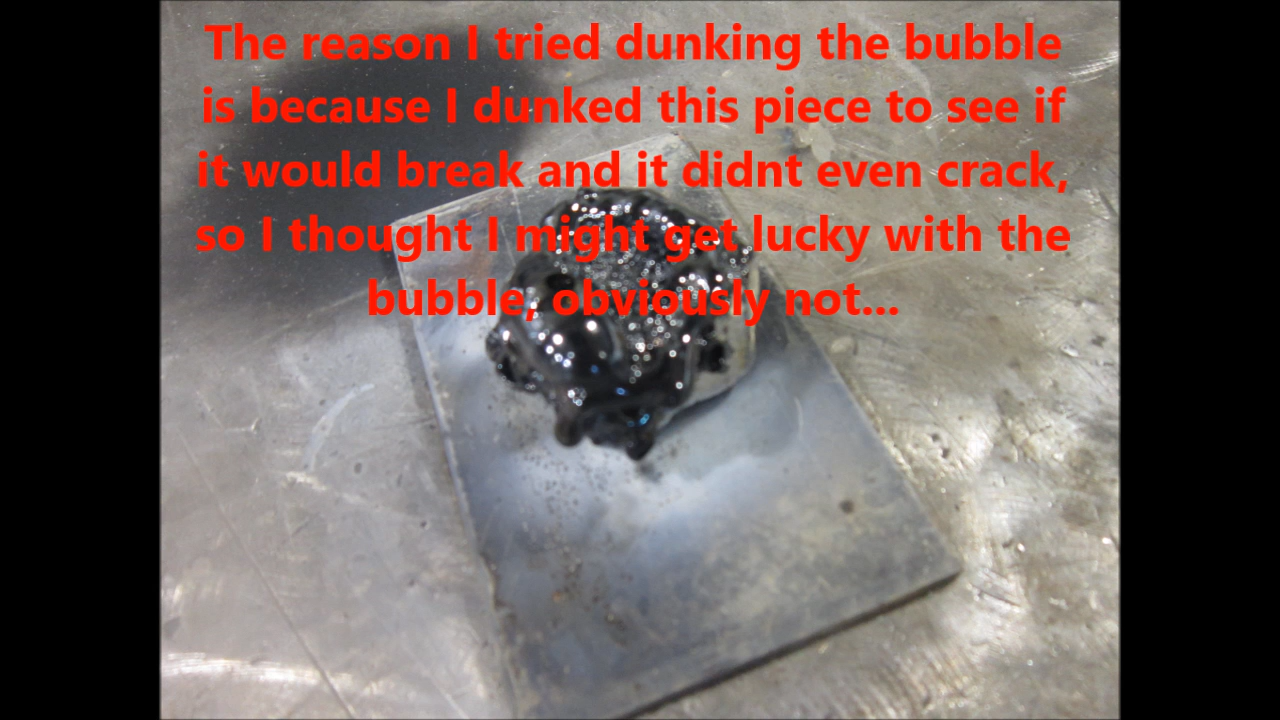 The reason I tried dunking the bubble
is because I dunked this piece to see if
it would break and it didnt even crack,
so I thought I might get lucky with the
bubble, obviously not...